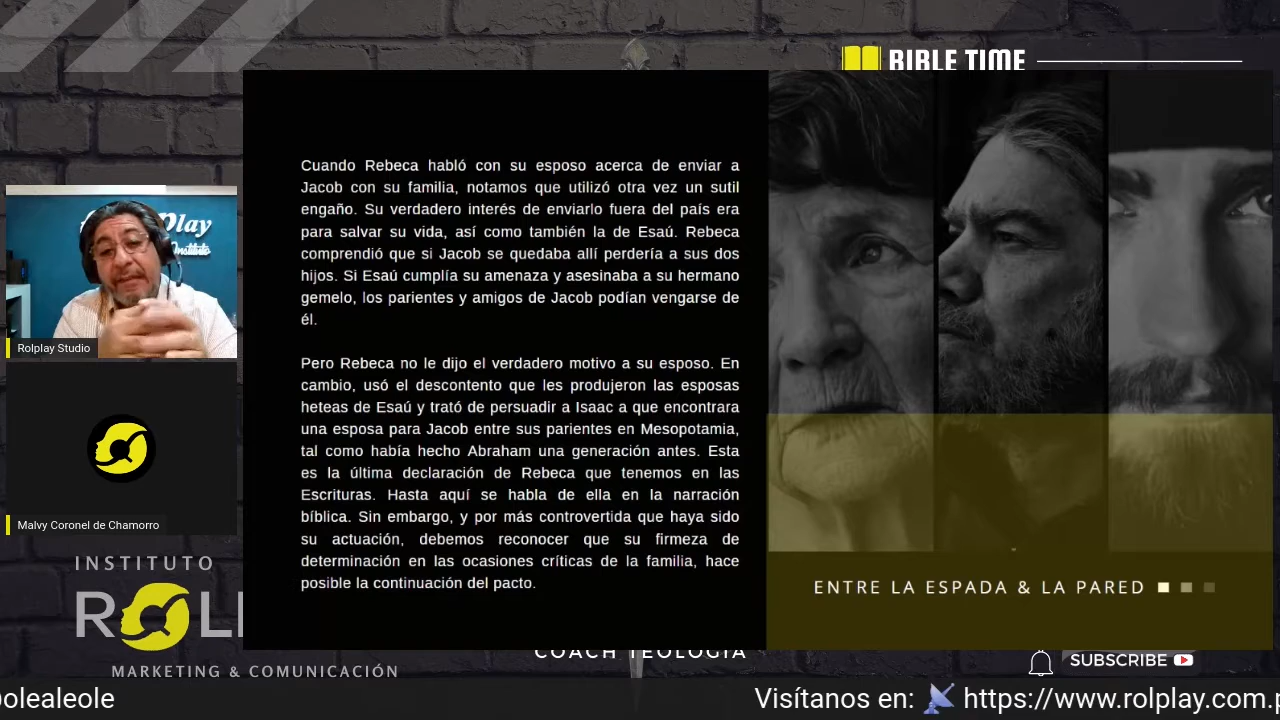 BIBLE TIME
Cuando Rebeca habló con su esposo acerca de enviar a
Jacob con su familia, notamos que utilizó otra vez un sutil
engaño. Su verdadero interés de enviarlo fuera del país era
para salvar su vida, así como también la de Esaú. Rebeca
comprendió que si Jacob se quedaba allí perdería a sus dos
hijos. Si Esaú cumplía su amenaza y asesinaba a su hermano
gemelo, los parientes y amigos de Jacob podían vengarse de
él.
Pero Rebeca no le dijo el verdadero motivo a su esposo. En
cambio, usó el descontento que les produjeron las esposas
heteas de Esaú y trató de persuadir a Isaac a que encontrara
una esposa para Jacob entre sus parientes en Mesopotamia,
tal como había hecho Abraham una generación antes. Esta
es la última declaración de Rebeca que tenemos en las
Escrituras. Hasta aquí se habla de ella en la narración
bíblica. Sin embargo, y por más controvertida que haya sido
su actuación, debemos reconocer que su firmeza de
determinación en las ocasiones críticas de la familia, hace
posible la continuación del pacto.
Rolplay Studio
Malvy Coronel de Chamorro
ENTRE LA ESPADA & LA PARED
INSTITUTO
ROL
MARKETING & COMUNICACIÓN
COACH TEOLOGÍA
SUBSCRIBE
olealeole
Visítanos en: https://www.rolplay.com.p